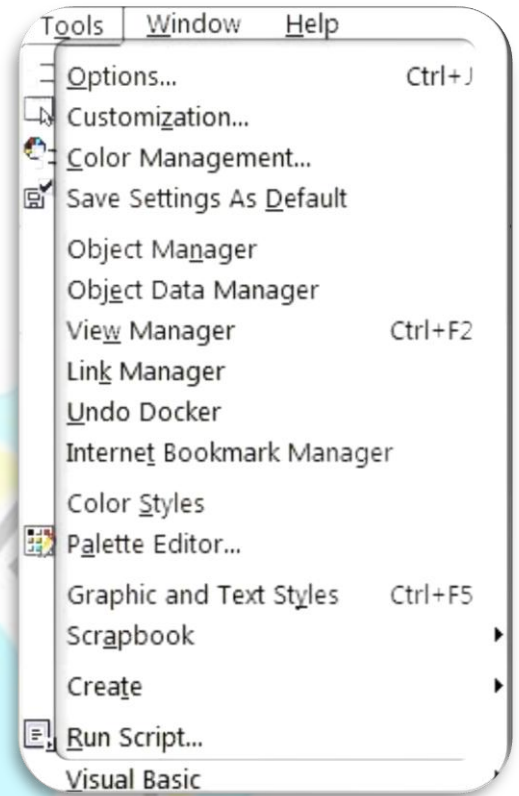 Tools Window Help
Options... Ctrl+J
Customization...
Color Management...
Save Settings As Default
Object Manager
Object Data Manager
View Manager Ctrl+F2
Link Manager
Undo Docker
Internet Bookmark Manager
Color Styles
Palette Editor...
Graphic and Text Styles Ctrl+F5
Scrapbook
Create
Run Script...
Visual Basic